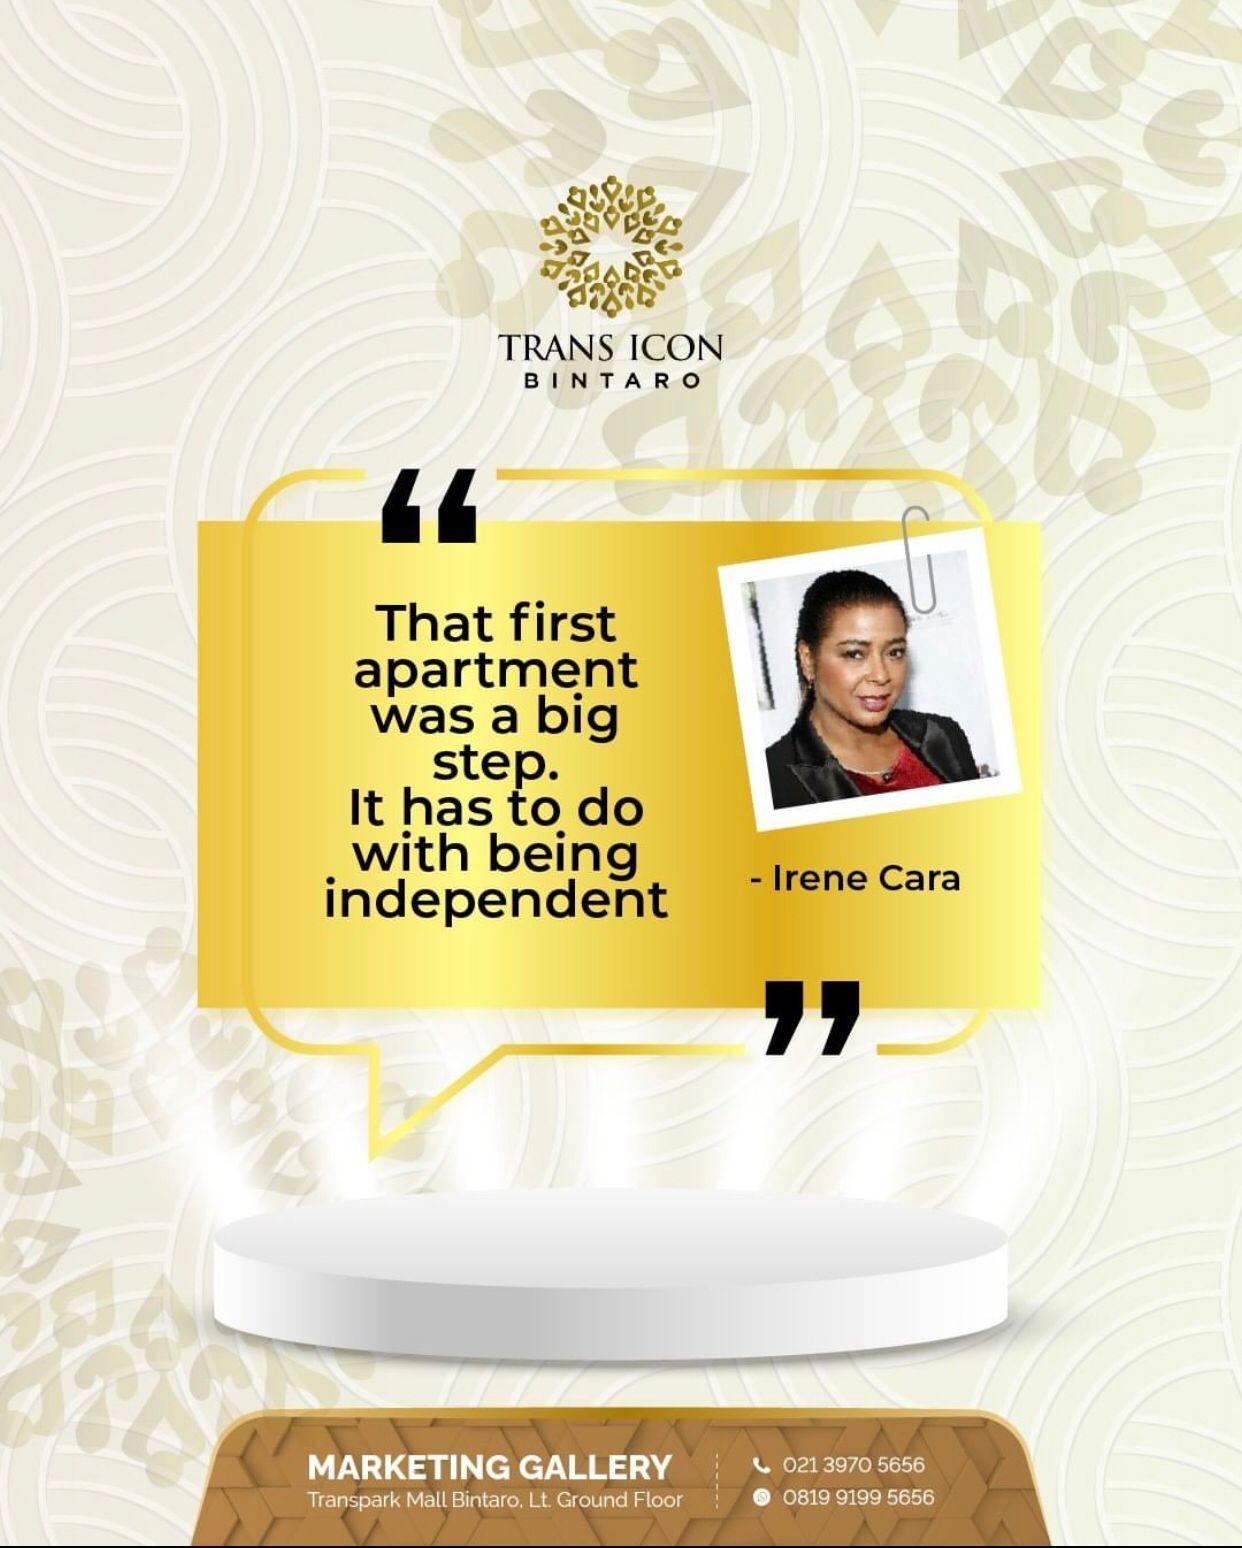 TRANS ICON
BINTARO
“
That first
apartment
was a big
step.
It has to do
with being
independent
- Irene Cara
”
MARKETING GALLERY
Transpark Mall Bintaro, Lt. Ground Floor
021 3970 5656
0819 9199 5656